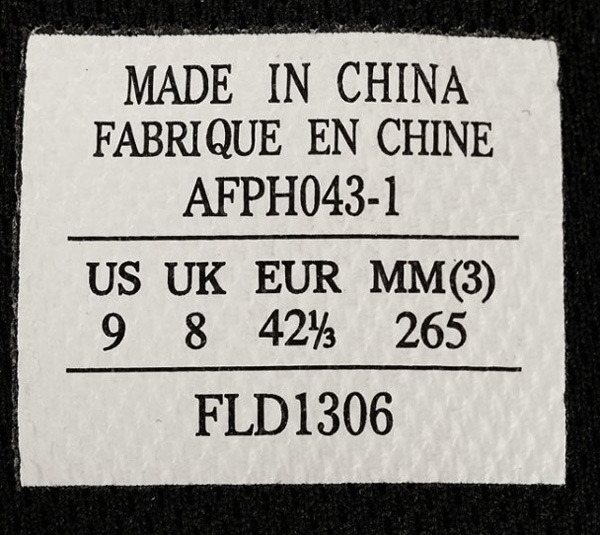 MADE IN CHINA
FABRIQUE EN CHINE
AFPH043-1
US UK EUR MM(3)
9 8 42⅓ 265
FLD1306